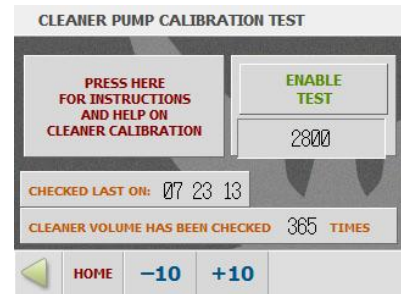 CLEANER PUMP CALIBRATION TEST
PRESS HERE
FOR INSTRUCTIONS
AND HELP ON
CLEANER CALIBRATION
ENABLE
TEST
2800
CHECKED LAST ON: 07 23 13
CLEANER VOLUME HAS BEEN CHECKED 365 TIMES
HOME −10 +10